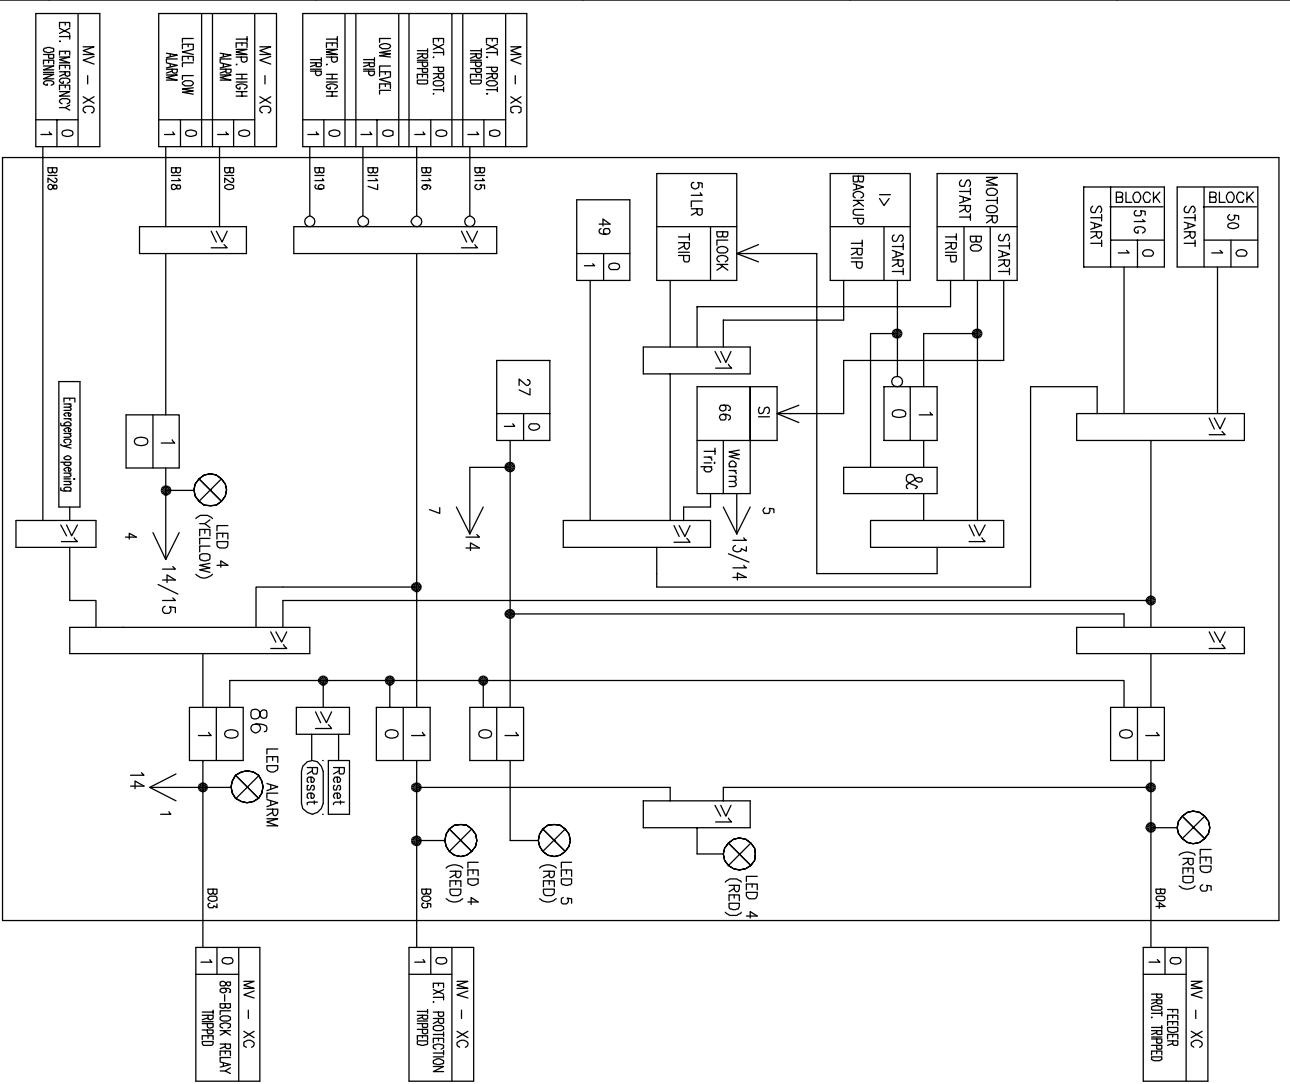 MV - XC
EXT. EMERGENCY
OPENING
0
1
MV - XC
TEMP. HIGH
ALARM
0
1
LEVEL LOW
ALARM
0
1
MV - XC
EXT. PROT.
TRIPPED
0
1
EXT. PROT.
TRIPPED
0
1
LOW LEVEL
TRIP
0
1
TEMP. HIGH
TRIP
0
1
BI28
BI18
BI20
BI19
BI17
BI16
BI15
≥1
≥1
49
0
1
51LR
BLOCK
TRIP
I>
BACKUP
START
TRIP
MOTOR
START
START
BO
TRIP
BLOCK
51G
0
1
START
BLOCK
50
0
1
START
≥1
27
0
1
66
SI
Warm
Trip
1
0
&
≥1
Emergency opening
1
0
LED 4
(YELLOW)
4
14/15
7
14
5
13/14
≥1
≥1
≥1
≥1
≥1
86
0
1
LED ALARM
14
1
≥1
Reset
Reset
1
0
1
0
1
0
≥1
LED 4
(RED)
LED 5
(RED)
LED 4
(RED)
LED 5
(RED)
B03
B05
B04
MV - XC
86-BLOCK RELAY
TRIPPED
0
1
MV - XC
EXT. PROTECTION
TRIPPED
0
1
MV - XC
FEEDER
PROT. TRIPPED
0
1